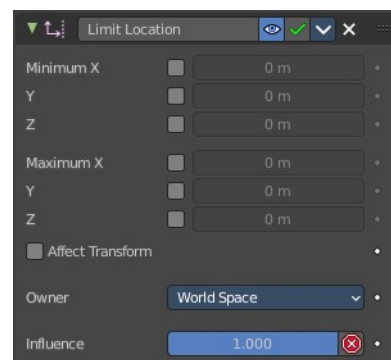 Limit Location
Minimum X 0 m
Y 0 m
Z 0 m
Maximum X 0 m
Y 0 m
Z 0 m
Affect Transform
Owner World Space
Influence 1.000